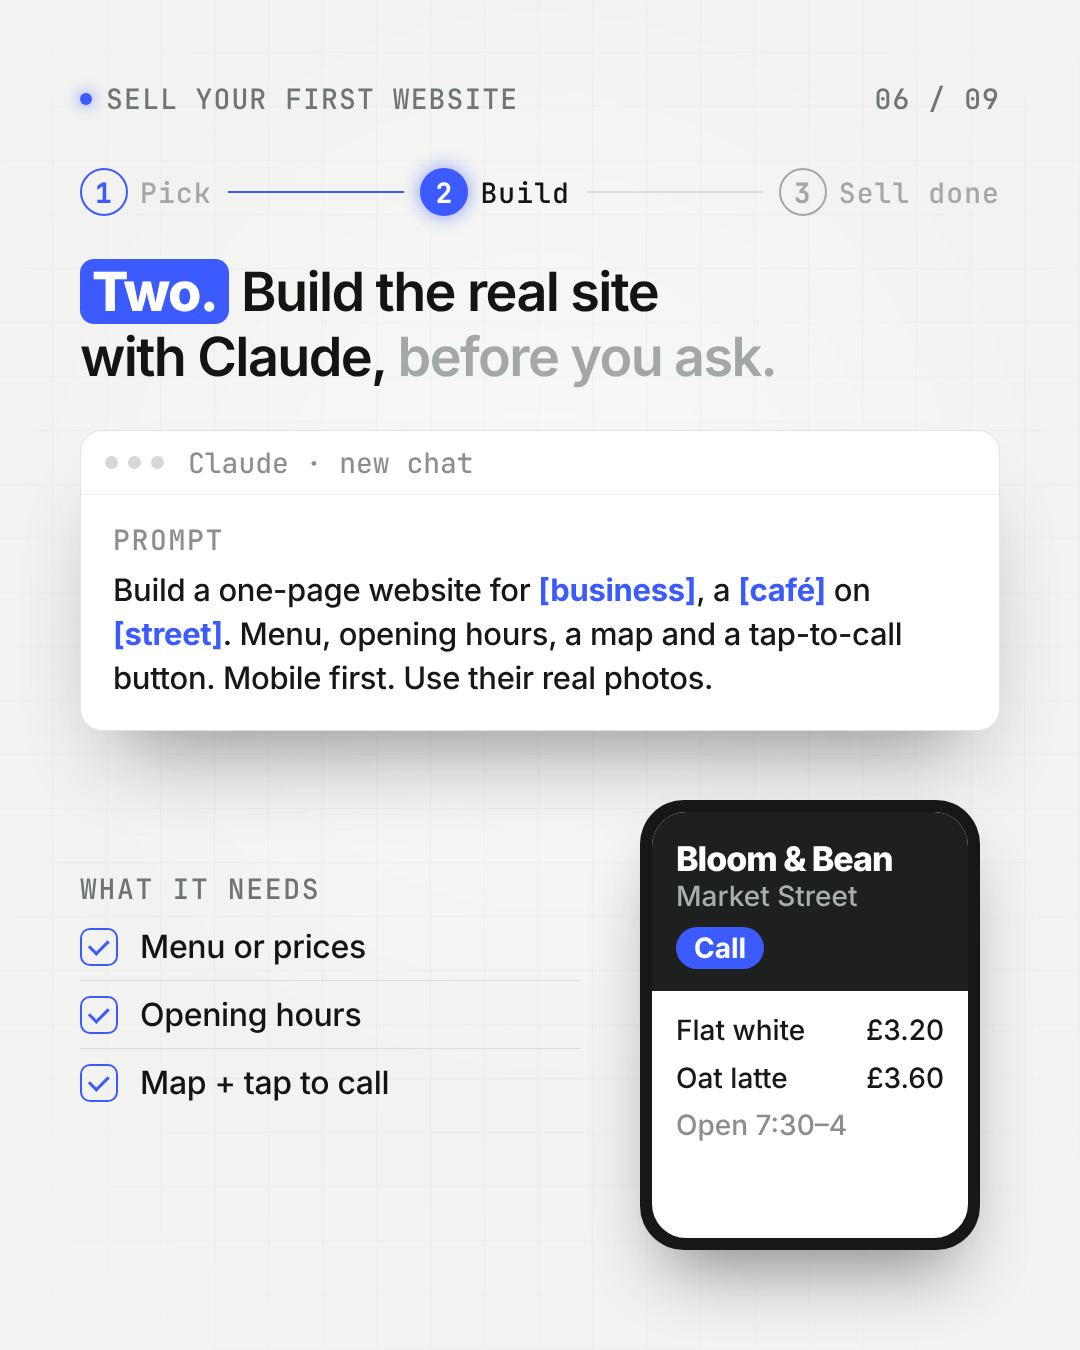 SELL YOUR FIRST WEBSITE
06 / 09
1 Pick
2 Build
3 Sell done
Two. Build the real site
with Claude, before you ask.
Claude · new chat
PROMPT
Build a one-page website for [business], a [café] on
[street]. Menu, opening hours, a map and a tap-to-call
button. Mobile first. Use their real photos.
WHAT IT NEEDS
Menu or prices
Opening hours
Map + tap to call
Bloom & Bean
Market Street
Call
Flat white £3.20
Oat latte £3.60
Open 7:30–4